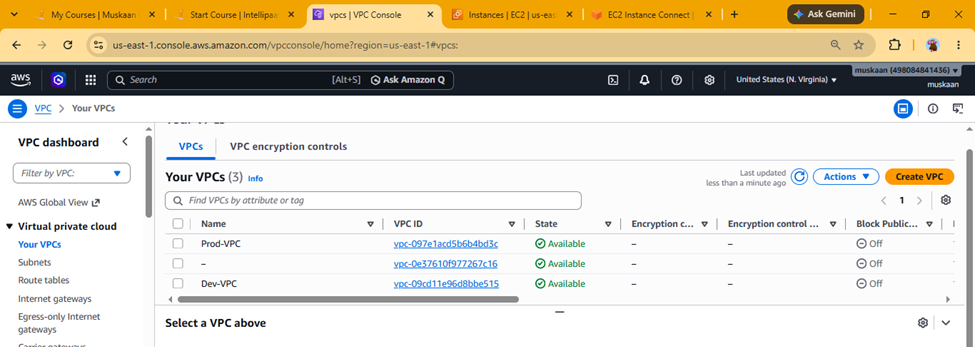 My Courses | Muskaan
Start Course | Intellipaa
vpcs | VPC Console
Instances | EC2 | us-eas
EC2 Instance Connect |
Ask Gemini
us-east-1.console.aws.amazon.com/vpcconsole/home?region=us-east-1#vpcs:
aws
Search
[Alt+S]
Ask Amazon Q
United States (N. Virginia)
muskaan (498084841436)
muskaan
VPC > Your VPCs
VPC dashboard
Filter by VPC:
AWS Global View
Virtual private cloud
Your VPCs
Subnets
Route tables
Internet gateways
Egress-only Internet
gateways
Carrier gateways
Your VPCs
VPCs
VPC encryption controls
Your VPCs (3) Info
Last updated
less than a minute ago
Actions
Create VPC
Find VPCs by attribute or tag
1
Name VPC ID State Encryption c... Encryption control ... Block Public...
Prod-VPC vpc-097e1acd5b6b4bd3c Available – – Off
– vpc-0e37610f977267c16 Available – – Off
Dev-VPC vpc-09cd11e96d8bbe515 Available – – Off
Select a VPC above